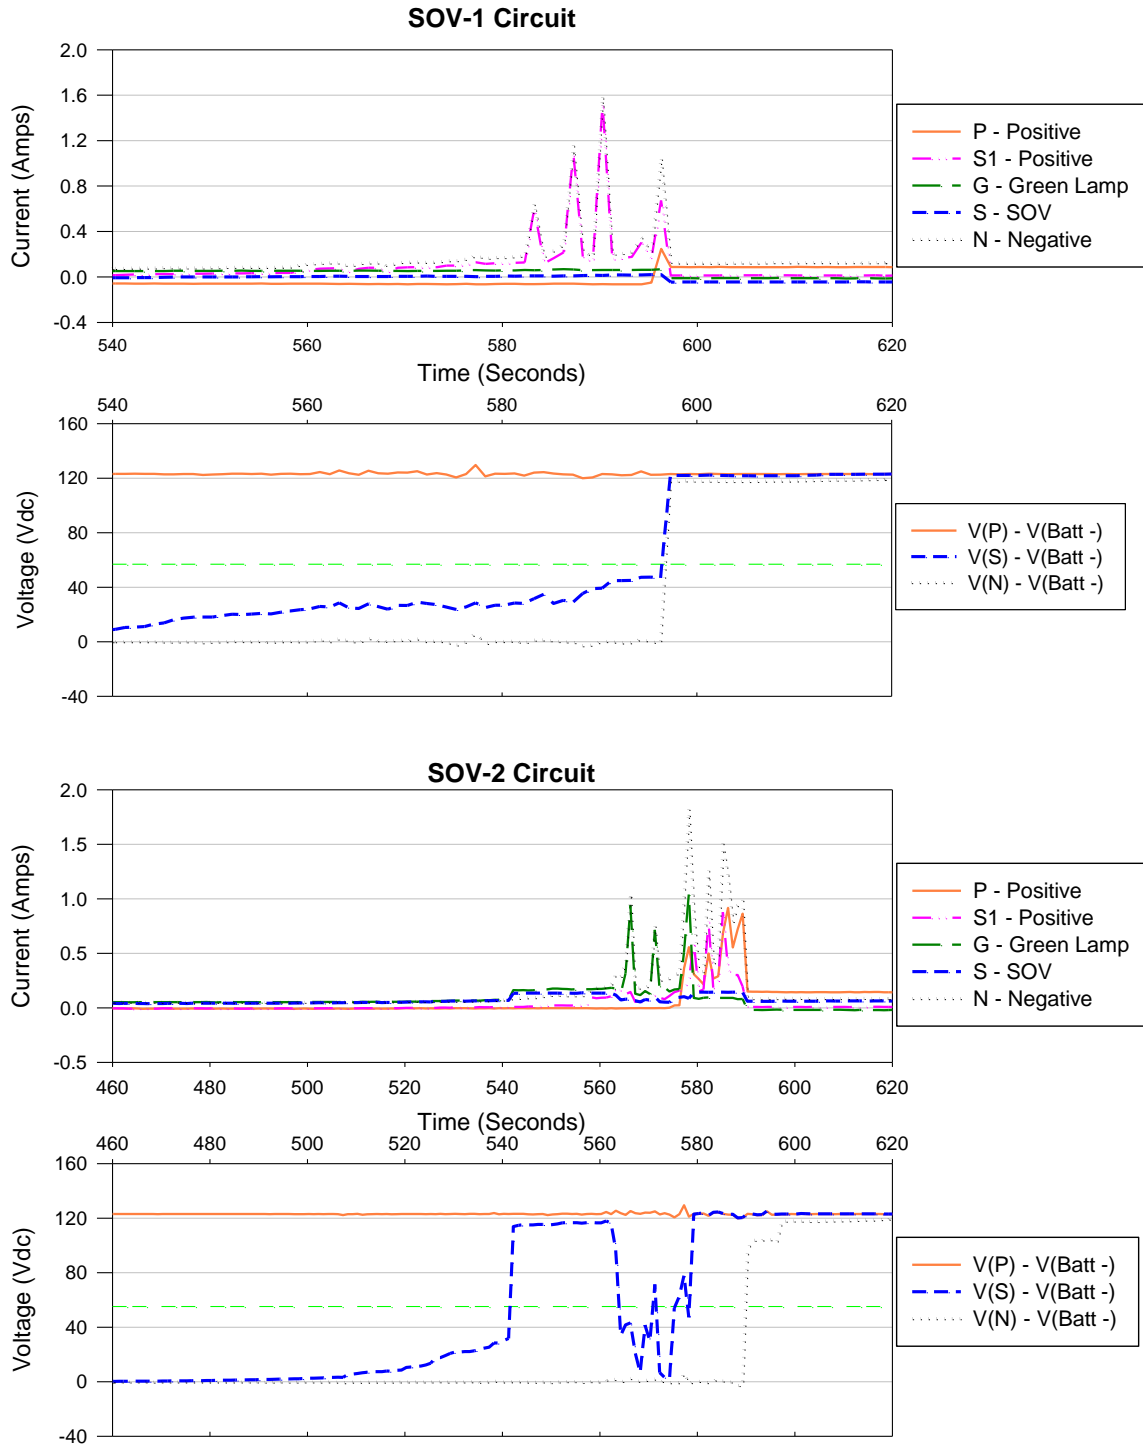 SOV-1 Circuit
2.0
1.6
1.2
0.8
0.4
0.0
-0.4
Current (Amps)
540
560
580
600
620
Time (Seconds)
P - Positive
S1 - Positive
G - Green Lamp
S - SOV
N - Negative
540
560
580
600
620
160
120
80
40
0
-40
Voltage (Vdc)
V(P) - V(Batt -)
V(S) - V(Batt -)
V(N) - V(Batt -)
SOV-2 Circuit
2.0
1.5
1.0
0.5
0.0
-0.5
Current (Amps)
460
480
500
520
540
560
580
600
620
Time (Seconds)
P - Positive
S1 - Positive
G - Green Lamp
S - SOV
N - Negative
460
480
500
520
540
560
580
600
620
160
120
80
40
0
-40
Voltage (Vdc)
V(P) - V(Batt -)
V(S) - V(Batt -)
V(N) - V(Batt -)